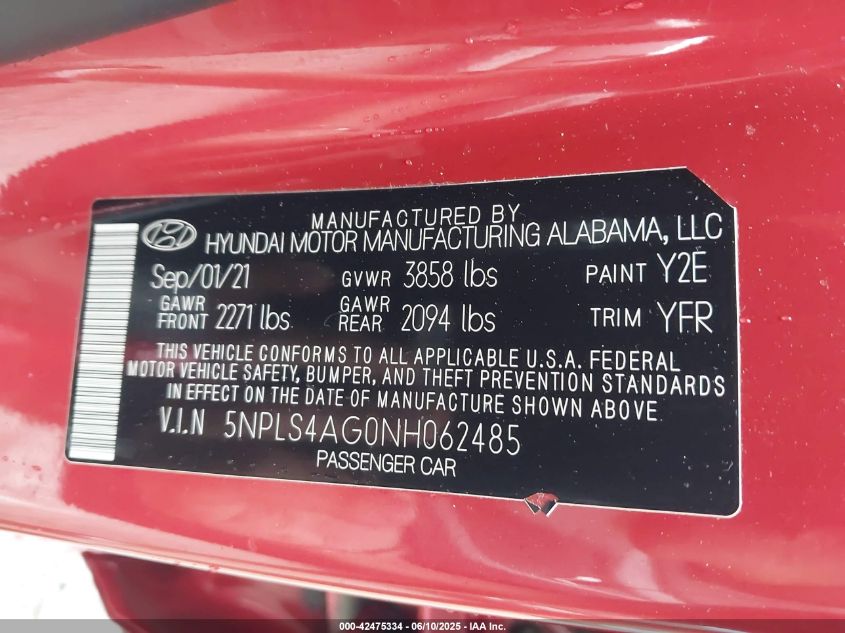 MANUFACTURED BY
HYUNDAI MOTOR MANUFACTURING ALABAMA, LLC
Sep/01/21 GVWR 3858 lbs PAINT Y2E
GAWR FRONT 2271 lbs GAWR REAR 2094 lbs TRIM YFR
THIS VEHICLE CONFORMS TO ALL APPLICABLE U.S.A. FEDERAL
MOTOR VEHICLE SAFETY, BUMPER, AND THEFT PREVENTION STANDARDS
IN EFFECT ON THE DATE OF MANUFACTURE SHOWN ABOVE
V.I.N 5NPLS4AG0NH062485
PASSENGER CAR
000-42475334 - 06/10/2025 - IAA Inc.